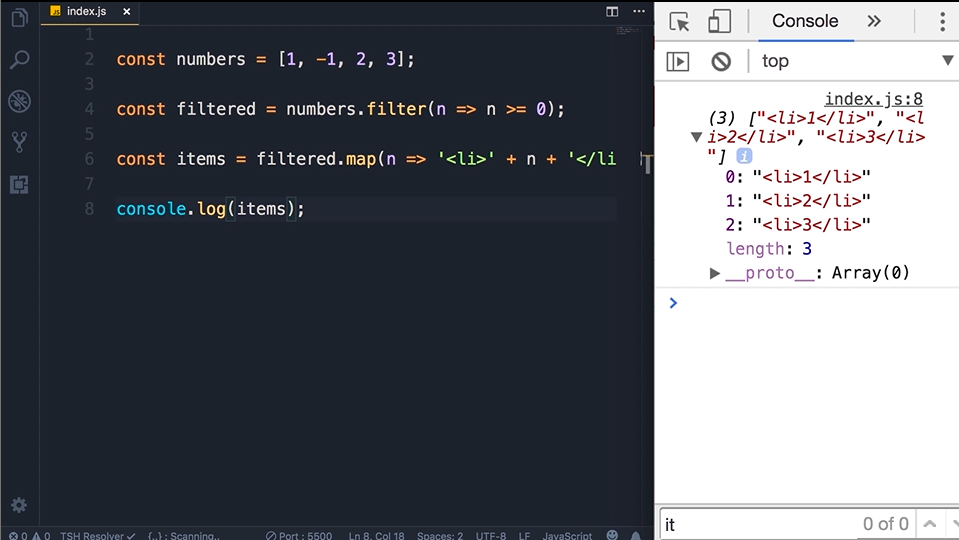 index.js ×
1
2 const numbers = [1, -1, 2, 3];
3
4 const filtered = numbers.filter(n => n >= 0);
5
6 const items = filtered.map(n => '<li>' + n + '</li
7
8 console.log(items);
0 0 TSH Resolver {..} : Scanning.. Port : 5500 Ln 8, Col 18 Spaces: 2 UTF-8 LF JavaScript
Console »
top ▼
index.js:8
(3) ["<li>1</li>", "<l
▼i>2</li>", "<li>3</li>
"] i
0: "<li>1</li>"
1: "<li>2</li>"
2: "<li>3</li>"
length: 3
▶__proto__: Array(0)
>
it 0 of 0